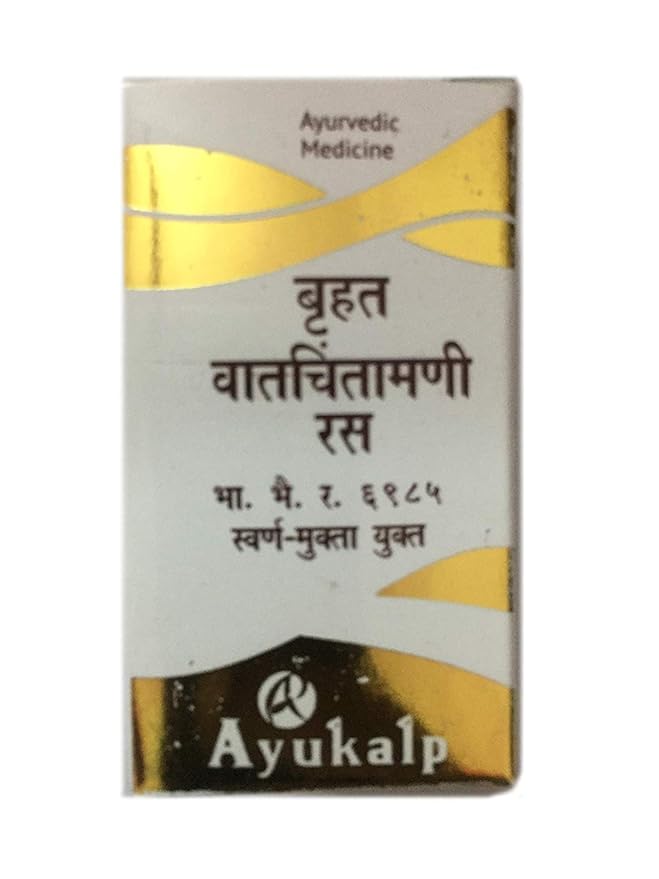 Ayurvedic
Medicine
बृहत
वातचिंतामणी
रस
भा. भै. र. ६९८५
स्वर्ण-मुक्ता युक्त
Ayukalp